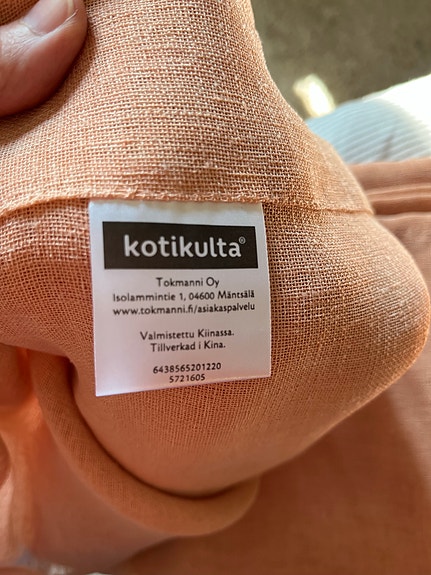 kotikulta®
Tokmanni Oy
Isolammintie 1, 04600 Mäntsälä
www.tokmanni.fi/asiakaspalvelu
Valmistettu Kiinassa.
Tillverkad i Kina.
6438565201220
5721605